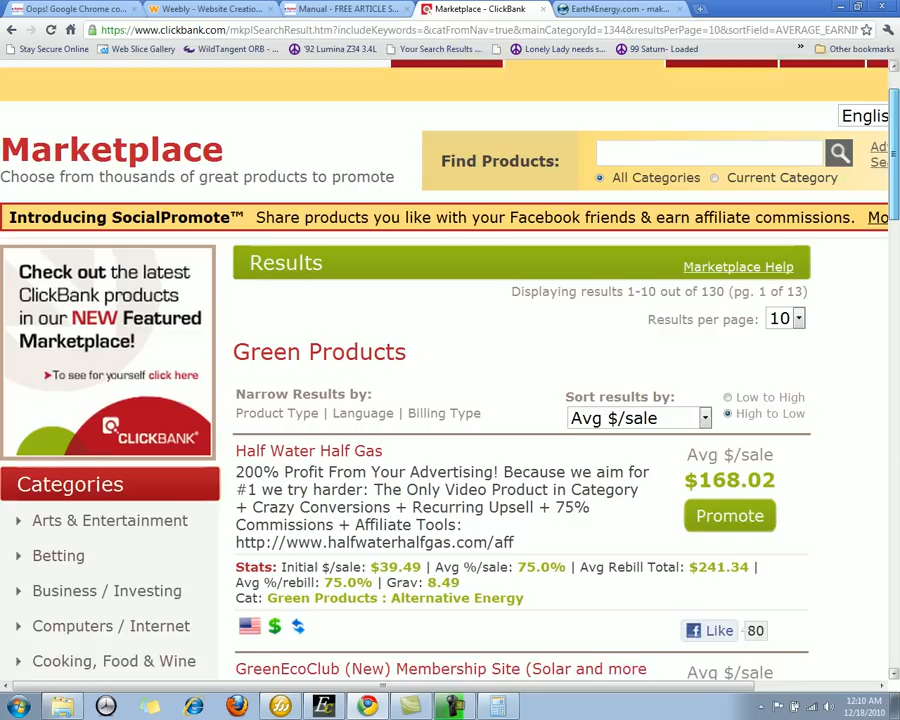 Oops! Google Chrome co...
Weebly - Website Creatio...
Manual - FREE ARTICLE S...
Marketplace - ClickBank
Earth4Energy.com - mak...
https://www.clickbank.com/mkplSearchResult.htm?includeKeywords=&catFromNav=true&mainCategoryId=1344&resultsPerPage=10&sortField=AVERAGE_EARNIN
Stay Secure Online
Web Slice Gallery
WildTangent ORB - ...
'92 Lumina Z34 3.4L
Your Search Results ...
Lonely Lady needs s...
99 Saturn- Loaded
»
Other bookmarks
Englis
Marketplace
Choose from thousands of great products to promote
Find Products:
Ad
Se
All Categories
Current Category
Introducing SocialPromote™ Share products you like with your Facebook friends & earn affiliate commissions. Mo
Check out the latest
ClickBank products
in our NEW Featured
Marketplace!
To see for yourself click here
CLICKBANK®
Results
Marketplace Help
Displaying results 1-10 out of 130 (pg. 1 of 13)
Results per page: 10
Green Products
Narrow Results by:
Product Type | Language | Billing Type
Sort results by:
Avg $/sale
Low to High
High to Low
Half Water Half Gas
200% Profit From Your Advertising! Because we aim for
#1 we try harder: The Only Video Product in Category
+ Crazy Conversions + Recurring Upsell + 75%
Commissions + Affiliate Tools:
http://www.halfwaterhalfgas.com/aff
Avg $/sale
$168.02
Promote
Stats: Initial $/sale: $39.49 | Avg %/sale: 75.0% | Avg Rebill Total: $241.34 |
Avg %/rebill: 75.0% | Grav: 8.49
Cat: Green Products : Alternative Energy
$
Like
80
GreenEcoClub (New) Membership Site (Solar and more
Avg $/sale
Categories
Arts & Entertainment
Betting
Business / Investing
Computers / Internet
Cooking, Food & Wine
12:10 AM
12/18/2010